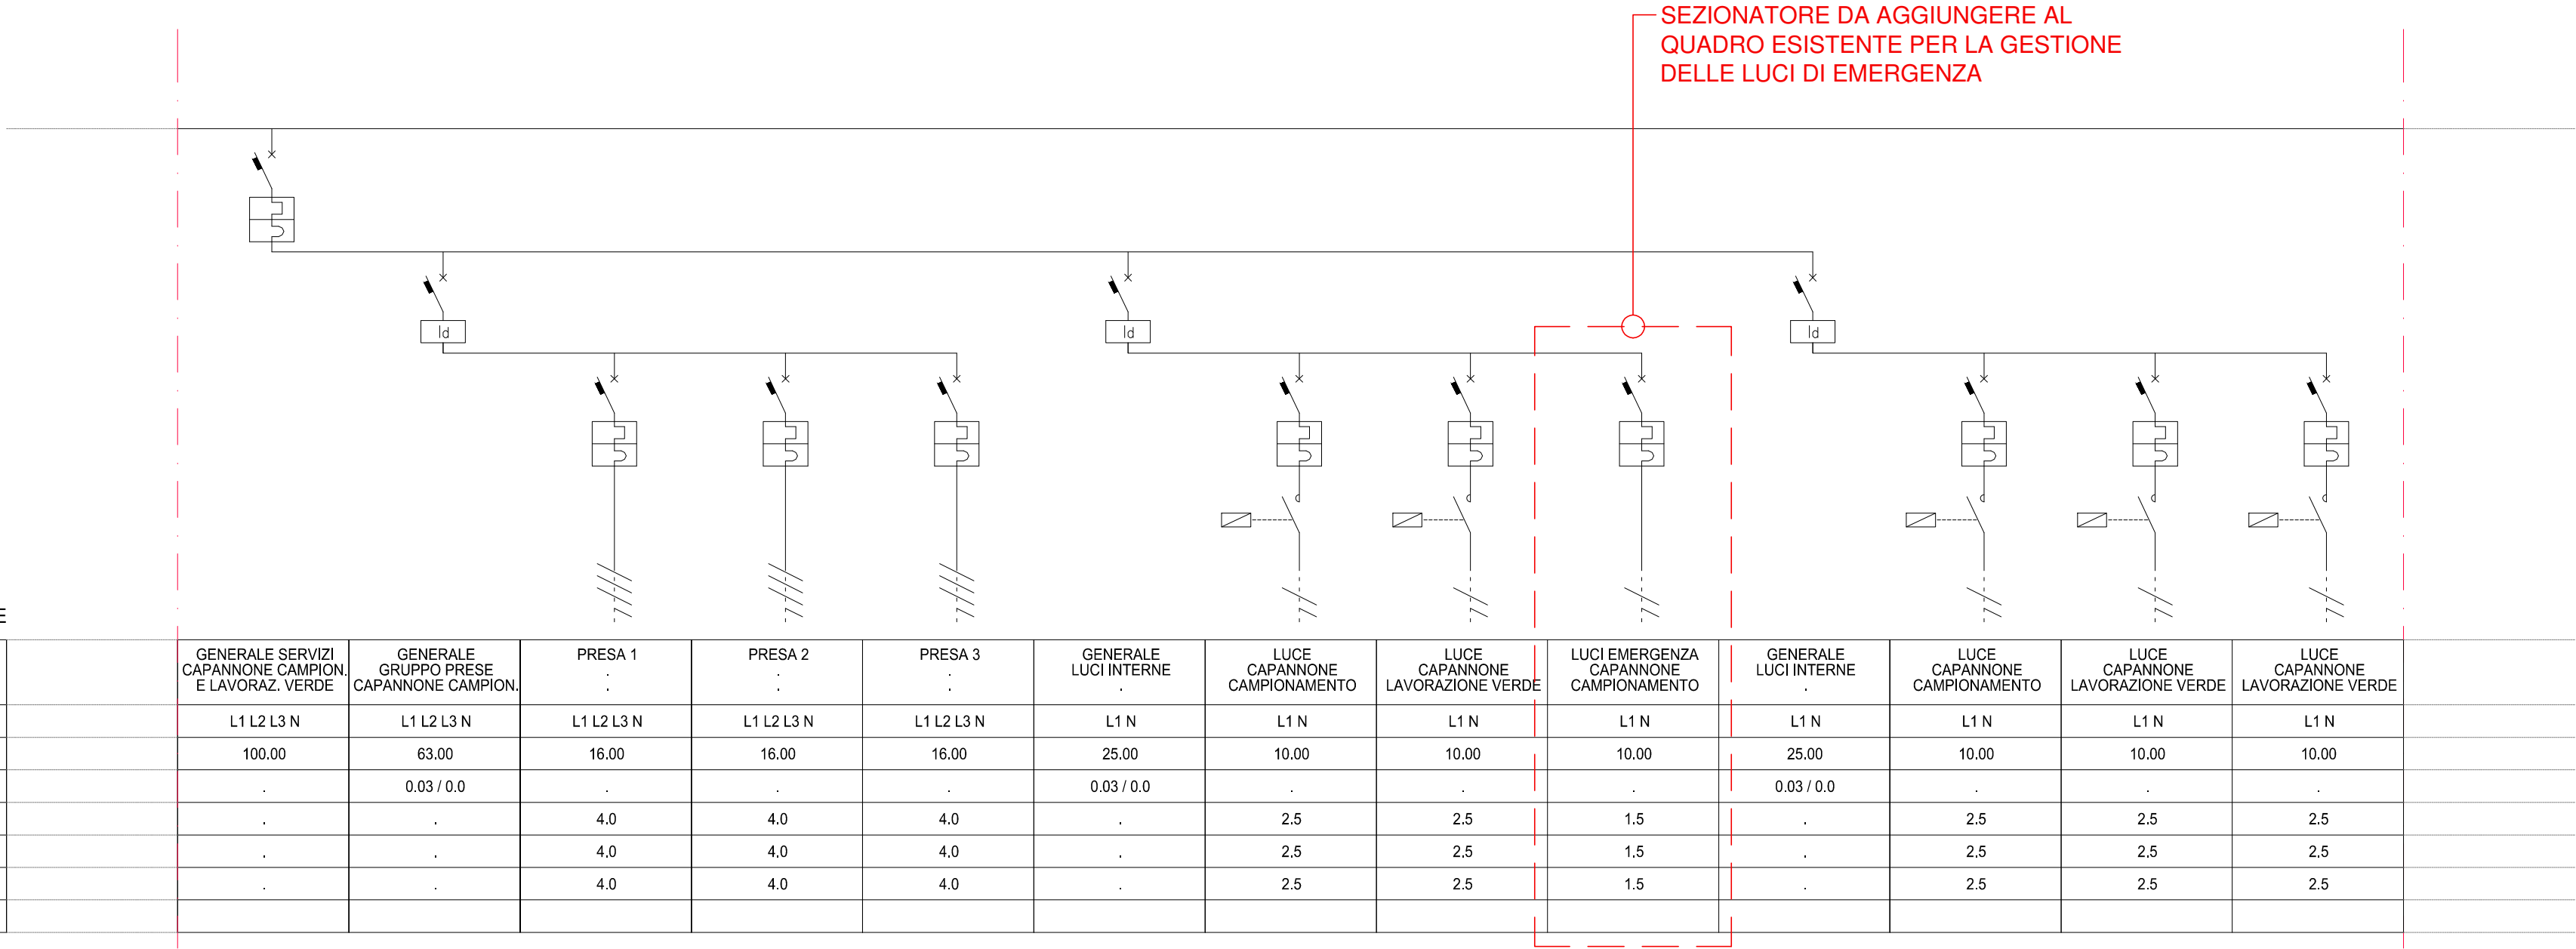 SEZIONATORE DA AGGIUNGERE AL
QUADRO ESISTENTE PER LA GESTIONE
DELLE LUCI DI EMERGENZA
Id
Id
Id
E
GENERALE SERVIZI
CAPANNONE CAMPION.
E LAVORAZ. VERDE
GENERALE
GRUPPO PRESE
CAPANNONE CAMPION.
PRESA 1
.
.
PRESA 2
.
.
PRESA 3
.
.
GENERALE
LUCI INTERNE
.
LUCE
CAPANNONE
CAMPIONAMENTO
LUCE
CAPANNONE
LAVORAZIONE VERDE
LUCI EMERGENZA
CAPANNONE
CAMPIONAMENTO
GENERALE
LUCI INTERNE
.
LUCE
CAPANNONE
CAMPIONAMENTO
LUCE
CAPANNONE
LAVORAZIONE VERDE
LUCE
CAPANNONE
LAVORAZIONE VERDE
L1 L2 L3 N L1 L2 L3 N L1 L2 L3 N L1 L2 L3 N L1 L2 L3 N L1 N L1 N L1 N L1 N L1 N L1 N L1 N L1 N
100.00 63.00 16.00 16.00 16.00 25.00 10.00 10.00 10.00 25.00 10.00 10.00 10.00
. 0.03 / 0.0 . . . 0.03 / 0.0 . . . 0.03 / 0.0 . . .
. . 4.0 4.0 4.0 . 2.5 2.5 1.5 . 2.5 2.5 2.5
. . 4.0 4.0 4.0 . 2.5 2.5 1.5 . 2.5 2.5 2.5
. . 4.0 4.0 4.0 . 2.5 2.5 1.5 . 2.5 2.5 2.5